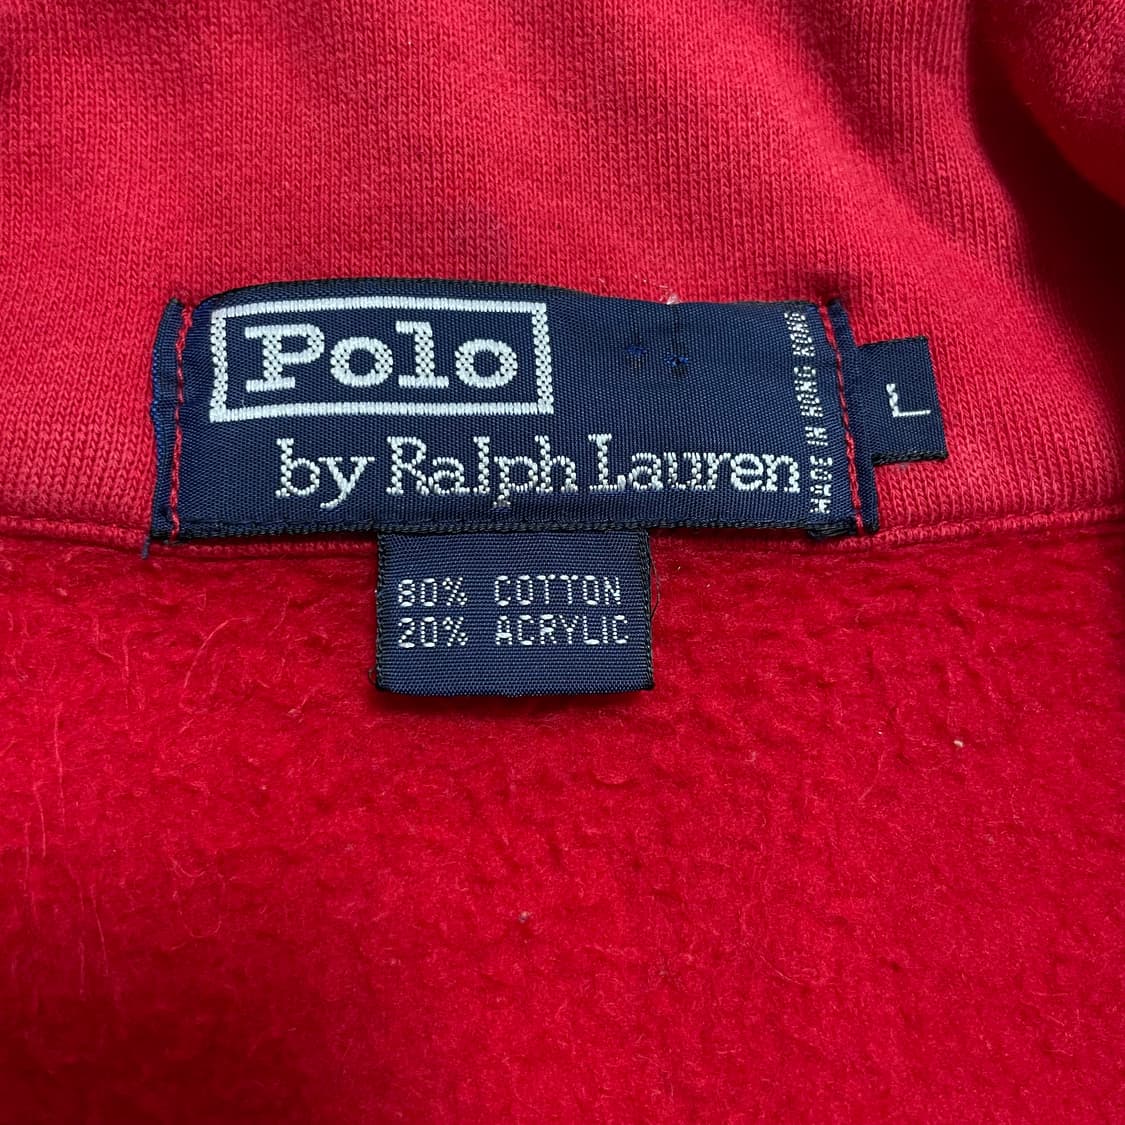 Polo
by Ralph Lauren
MADE IN HONG KONG
L
80% COTTON
20% ACRYLIC